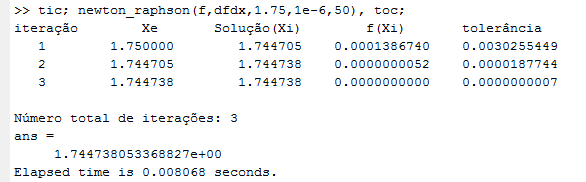 >> tic; newton_raphson(f,dfdx,1.75,1e-6,50), toc;
iteração Xe Solução(Xi) f(Xi) tolerância
1 1.750000 1.744705 0.0001386740 0.0030255449
2 1.744705 1.744738 0.0000000052 0.0000187744
3 1.744738 1.744738 0.0000000000 0.0000000007
Número total de iterações: 3
ans =
1.744738053368827e+00
Elapsed time is 0.008068 seconds.